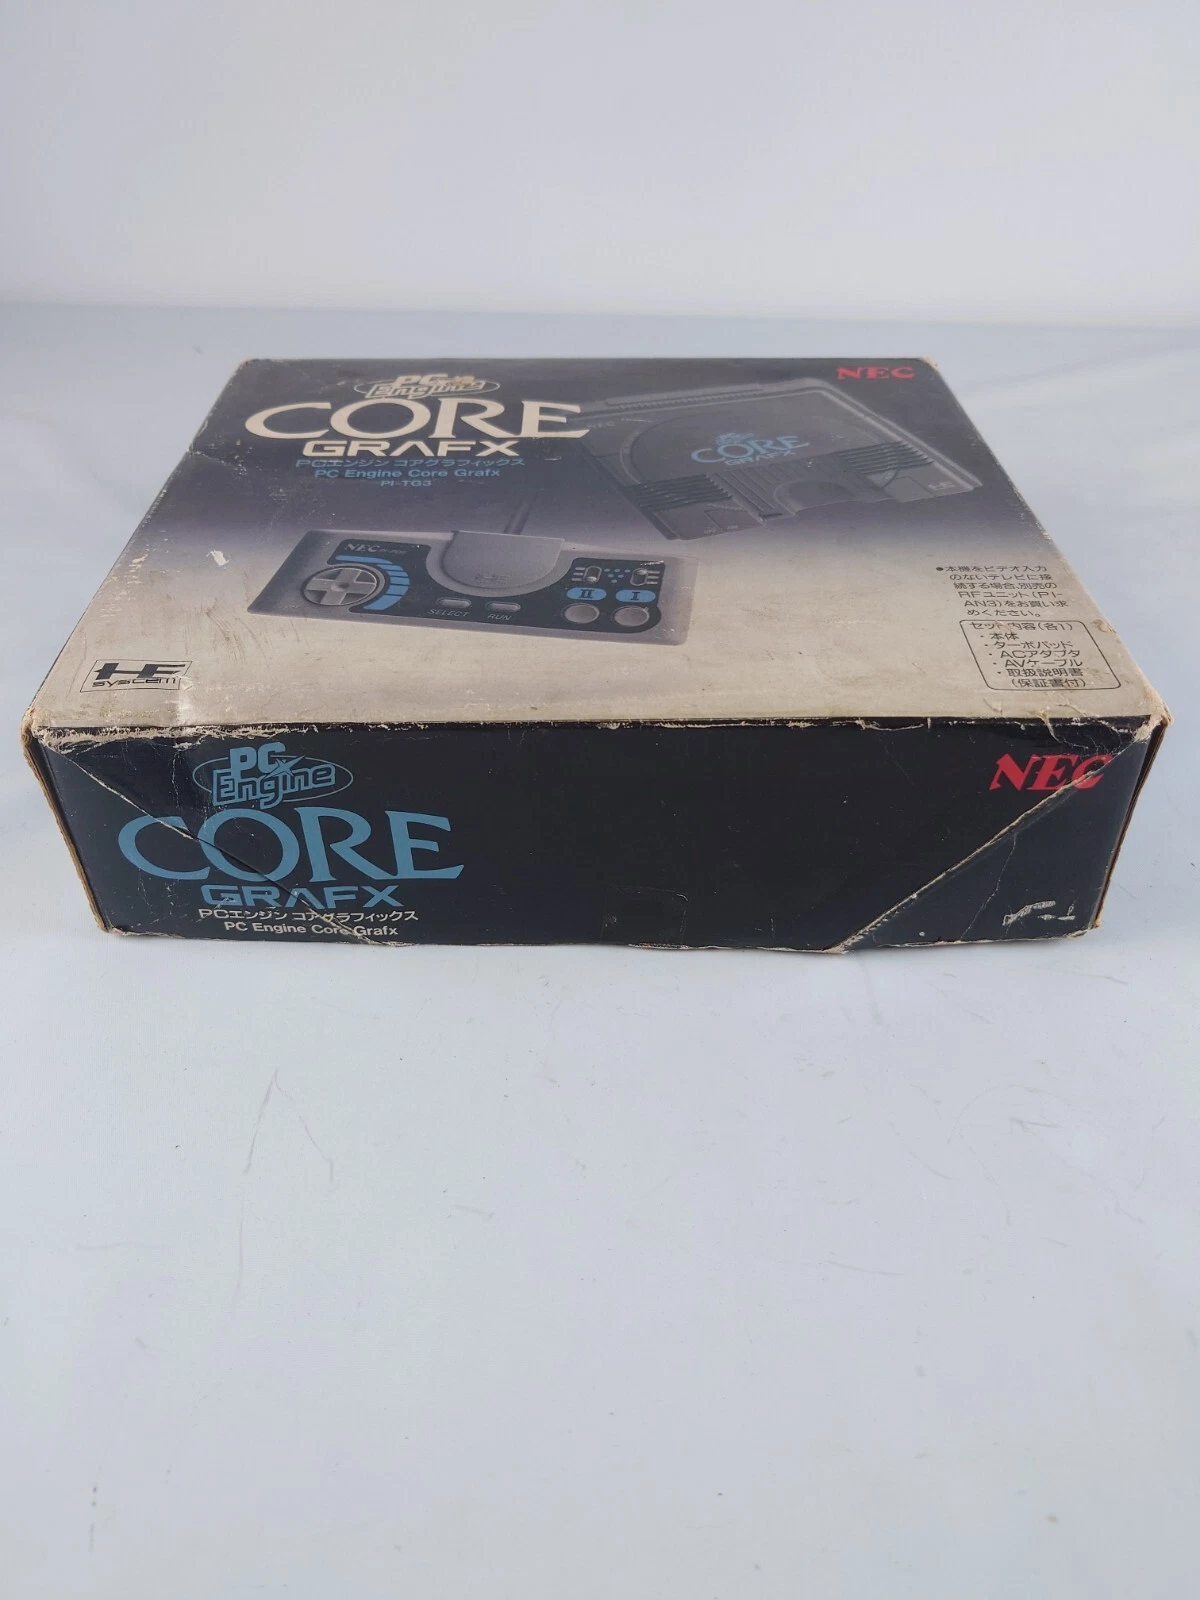 PC
Engine
CORE
GRAFX
PCエンジン コアグラフィックス
PC Engine Core Grafx
PI-TG3
NEC
NEC
CORE
GRAFX
NEC
SELECT
RUN
II
I
●本機をビデオ入力
のないテレビに接
続する場合、別売の
RFユニット(PI-
AN3)をお買い求
めください。
セット内容(各1)
・本体
・ターボパッド
・ACアダプタ
・AVケーブル
・取扱説明書
(保証書付)
HE
SYSTEM
PC
Engine
CORE
GRAFX
PCエンジン コアグラフィックス
PC Engine Core Grafx
NEC